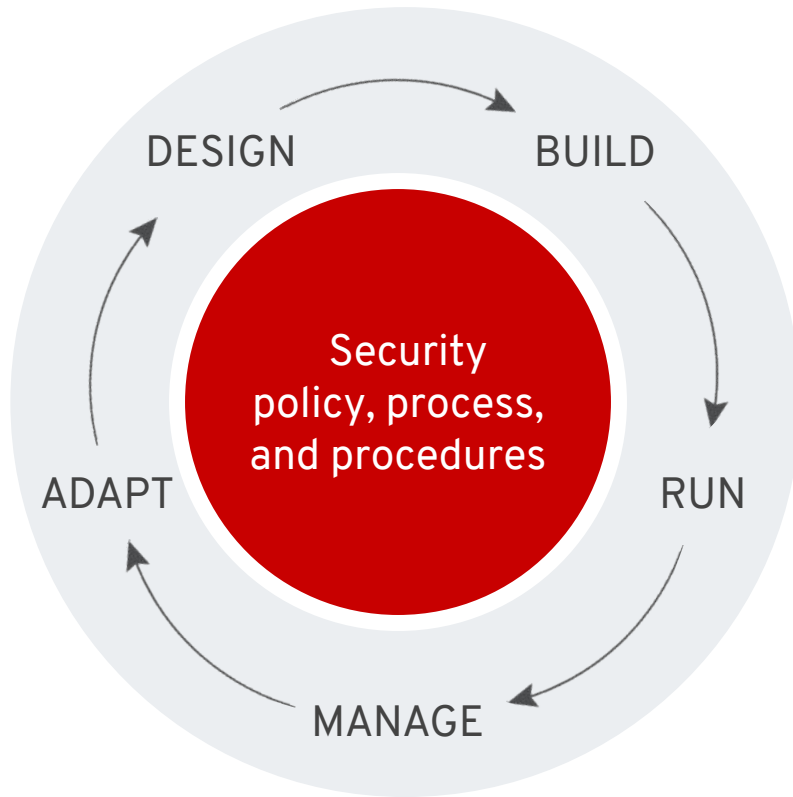 DESIGN
BUILD
Security
policy, process,
and procedures
ADAPT
RUN
MANAGE